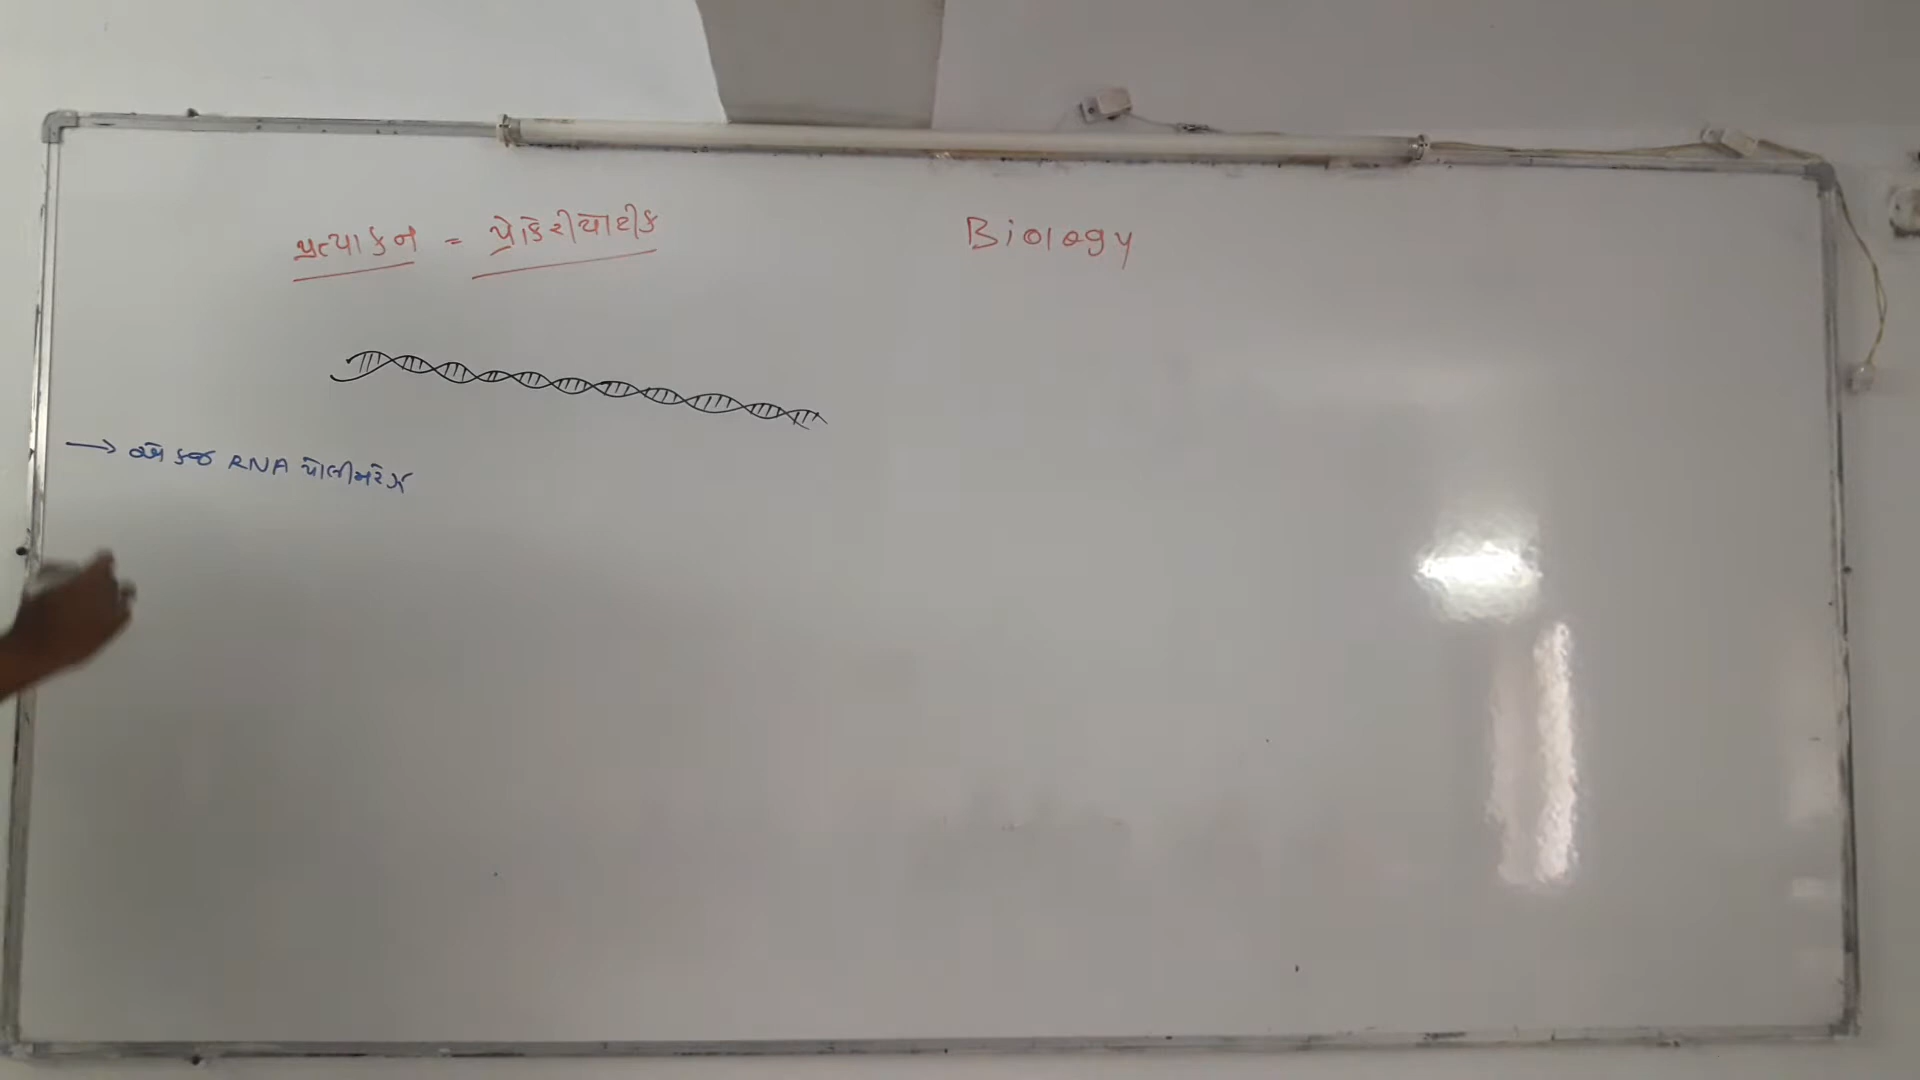 પ્રત્યાકન = પ્રોકેરીયોટીક
Biology
→ એક જ RNA પોલીમરેઝ